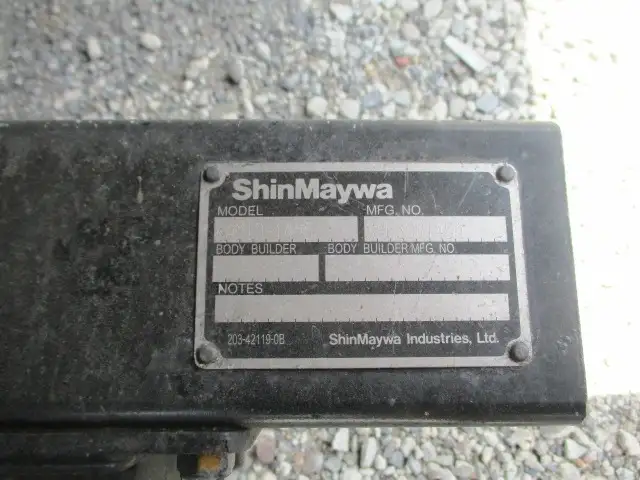 ShinMaywa
MODEL MFG. NO.
BODY BUILDER BODY BUILDER MFG. NO.
NOTES
203-42119-0B ShinMaywa Industries, Ltd.